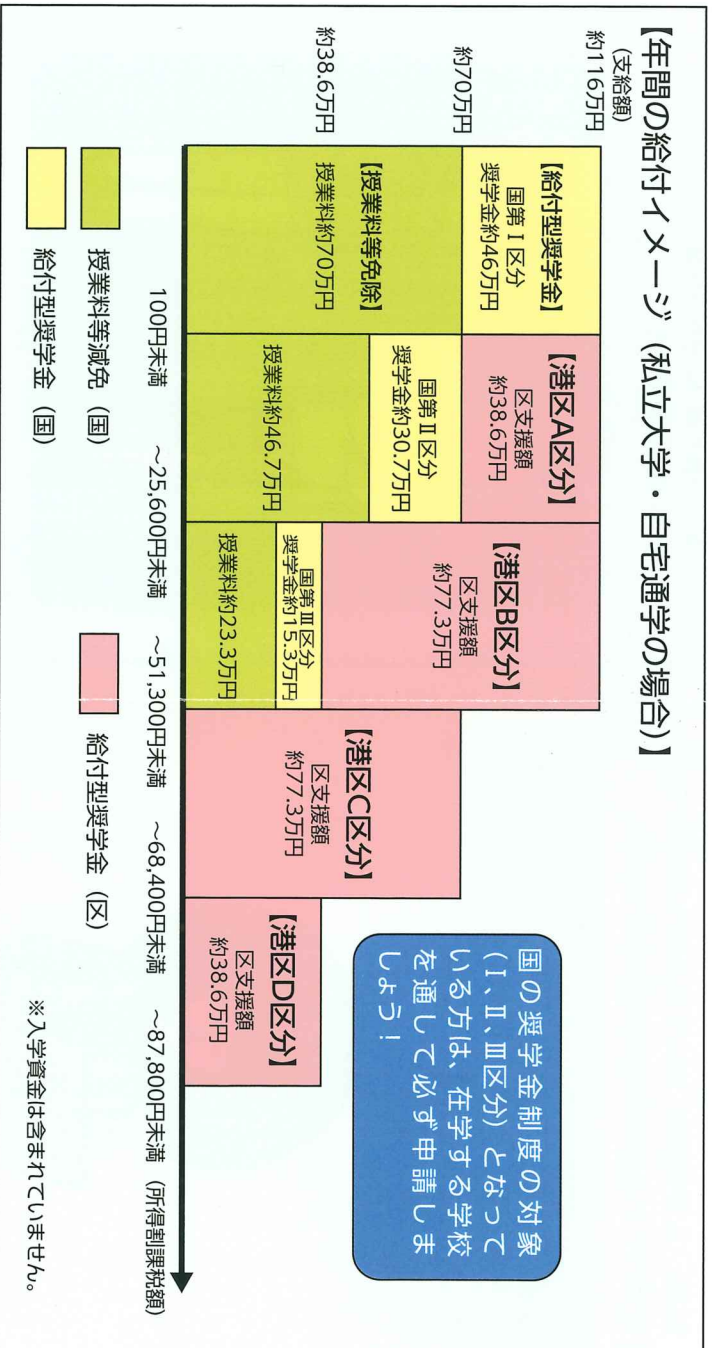 【年間の給付イメージ（私立大学・自宅通学の場合）】
（支給額）
約116万円
約70万円
約38.6万円
【給付型奨学金】
国第Ⅰ区分
奨学金約46万円
【授業料等免除】
授業料約70万円
【港区A区分】
区支援額
約38.6万円
国第Ⅱ区分
奨学金約30.7万円
授業料約46.7万円
【港区B区分】
区支援額
約77.3万円
国第Ⅲ区分
奨学金約15.3万円
授業料約23.3万円
【港区C区分】
区支援額
約77.3万円
【港区D区分】
区支援額
約38.6万円
国の奨学金制度の対象
（Ⅰ、Ⅱ、Ⅲ区分）となって
いる方は、在学する学校
を通して必ず申請しま
しょう！
100円未満
～25,600円未満
～51,300円未満
～68,400円未満
～87,800円未満
（所得割課税額）
授業料等減免（国）
給付型奨学金（国）
給付型奨学金（区）
※入学資金は含まれていません。